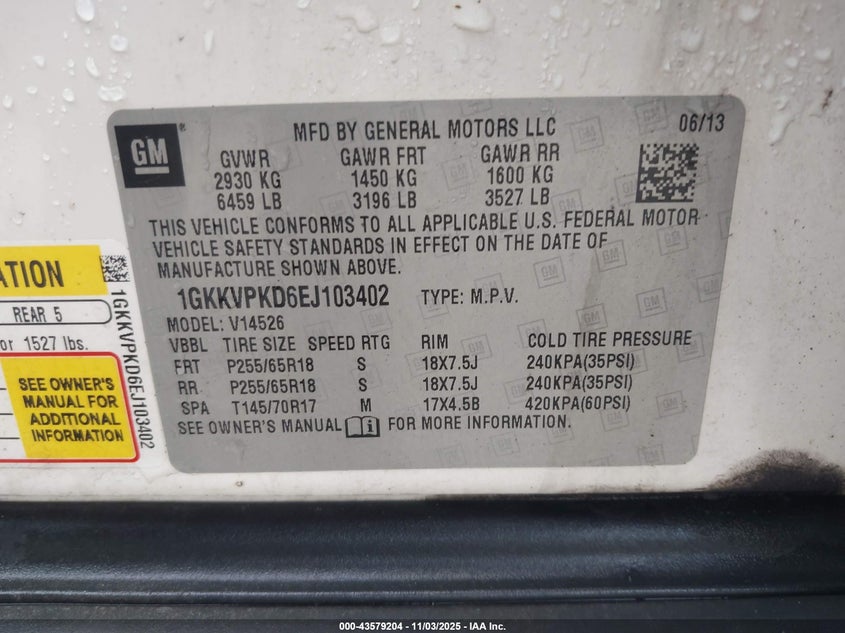 GM
®
MFD BY GENERAL MOTORS LLC
06/13
GVWR GAWR FRT GAWR RR
2930 KG 1450 KG 1600 KG
6459 LB 3196 LB 3527 LB
THIS VEHICLE CONFORMS TO ALL APPLICABLE U.S. FEDERAL MOTOR
VEHICLE SAFETY STANDARDS IN EFFECT ON THE DATE OF
MANUFACTURE SHOWN ABOVE.
1GKKVPKD6EJ103402 TYPE: M.P.V.
MODEL: V14526
VBBL TIRE SIZE SPEED RTG RIM COLD TIRE PRESSURE
FRT P255/65R18 S 18X7.5J 240KPA(35PSI)
RR P255/65R18 S 18X7.5J 240KPA(35PSI)
SPA T145/70R17 M 17X4.5B 420KPA(60PSI)
SEE OWNER'S MANUAL i FOR MORE INFORMATION.
ATION
REAR 5
or 1527 lbs.
SEE OWNER'S
MANUAL FOR
ADDITIONAL
INFORMATION
1GKKVPKD6EJ103402
000-43579204 - 11/03/2025 - IAA Inc.